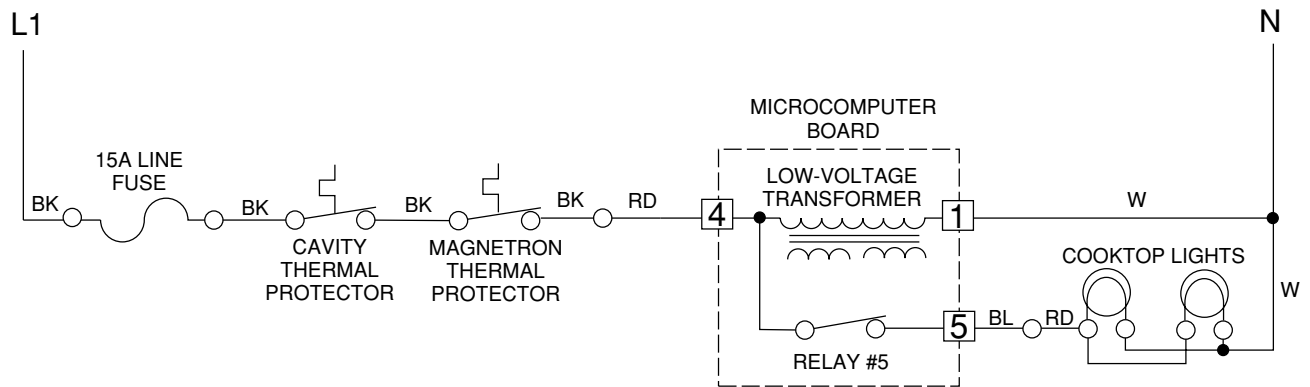 L1
N
MICROCOMPUTER
BOARD
15A LINE
FUSE
LOW-VOLTAGE
TRANSFORMER
BK
BK
BK
BK
RD
4
1
W
CAVITY
THERMAL
PROTECTOR
MAGNETRON
THERMAL
PROTECTOR
COOKTOP LIGHTS
W
5
BL
RD
RELAY #5